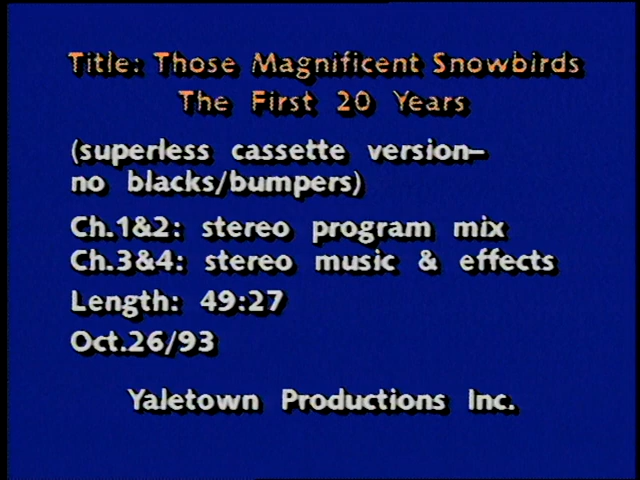 Title: Those Magnificent Snowbirds
The First 20 Years
(superless cassette version–
no blacks/bumpers)
Ch.1&2: stereo program mix
Ch.3&4: stereo music & effects
Length: 49:27
Oct.26/93
Yaletown Productions Inc.